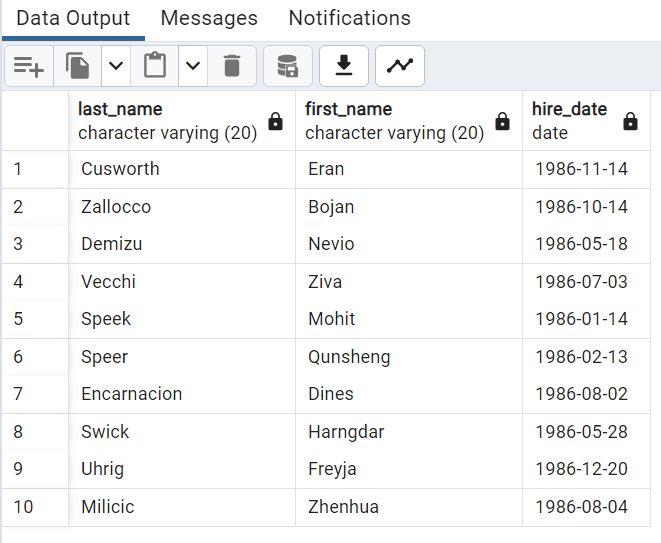 Data Output Messages Notifications
last_name first_name hire_date
character varying (20) character varying (20) date
1 Cusworth Eran 1986-11-14
2 Zallocco Bojan 1986-10-14
3 Demizu Nevio 1986-05-18
4 Vecchi Ziva 1986-07-03
5 Speek Mohit 1986-01-14
6 Speer Qunsheng 1986-02-13
7 Encarnacion Dines 1986-08-02
8 Swick Harngdar 1986-05-28
9 Uhrig Freyja 1986-12-20
10 Milicic Zhenhua 1986-08-04